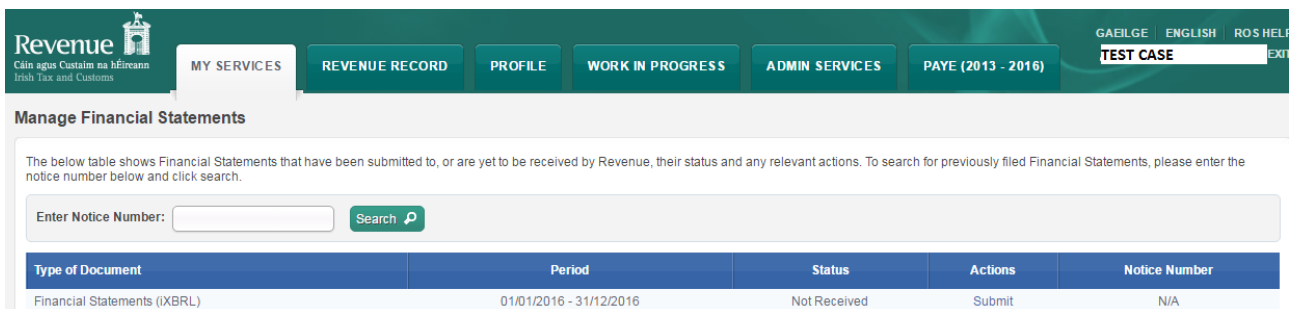 GAEILGE ENGLISH ROS HELP
Revenue
Cáin agus Custaim na hÉireann
Irish Tax and Customs
MY SERVICES REVENUE RECORD PROFILE WORK IN PROGRESS ADMIN SERVICES PAYE (2013 - 2016)
TEST CASE EXIT
Manage Financial Statements
The below table shows Financial Statements that have been submitted to, or are yet to be received by Revenue, their status and any relevant actions. To search for previously filed Financial Statements, please enter the
notice number below and click search.
Enter Notice Number: Search
Type of Document Period Status Actions Notice Number
Financial Statements (iXBRL) 01/01/2016 - 31/12/2016 Not Received Submit N/A